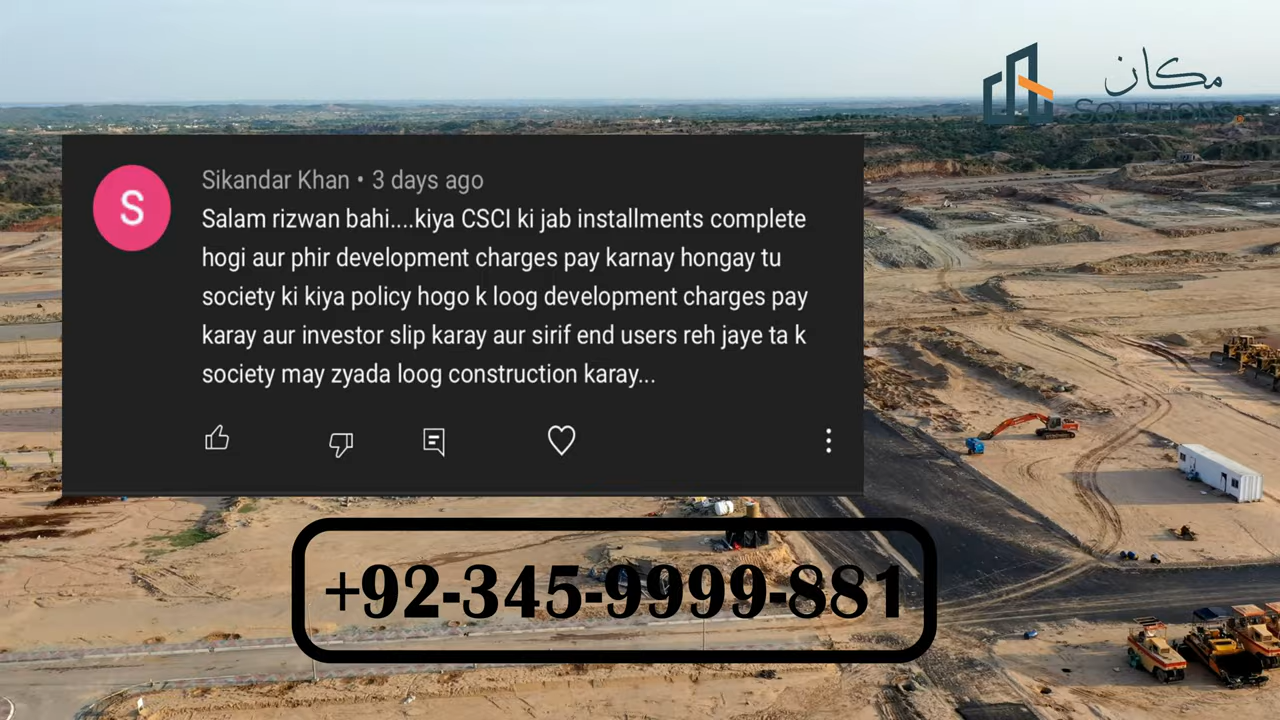 مکان
SOLUTIONS
Sikandar Khan • 3 days ago
Salam rizwan bahi....kiya CSCI ki jab installments complete
hogi aur phir development charges pay karnay hongay tu
society ki kiya policy hogo k loog development charges pay
karay aur investor slip karay aur sirif end users reh jaye ta k
society may zyada loog construction karay...
+92-345-9999-881